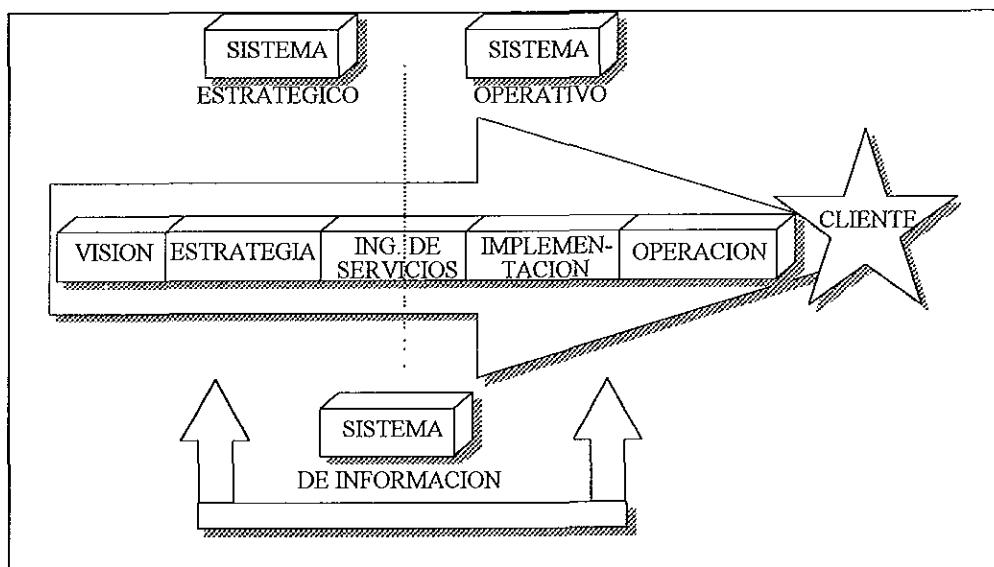 SISTEMA
ESTRATEGICO
SISTEMA
OPERATIVO
VISION
ESTRATEGIA
ING. DE
SERVICIOS
IMPLEMEN-
TACION
OPERACION
CLIENTE
SISTEMA
DE INFORMACION